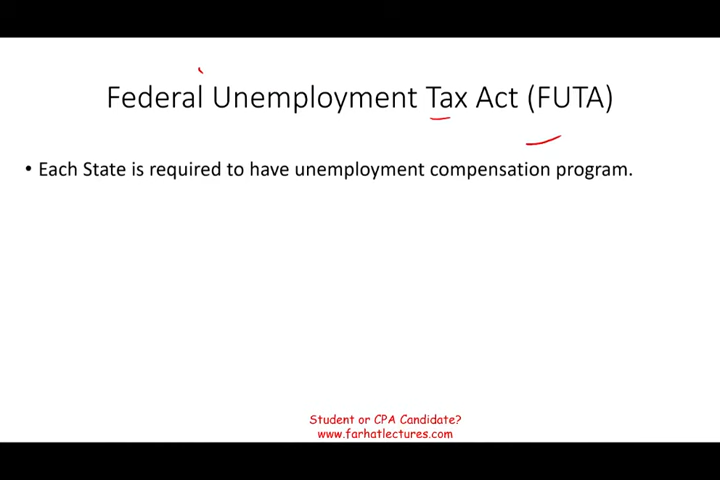 Federal Unemployment Tax Act (FUTA)
• Each State is required to have unemployment compensation program.
Student or CPA Candidate?
www.farhatlectures.com